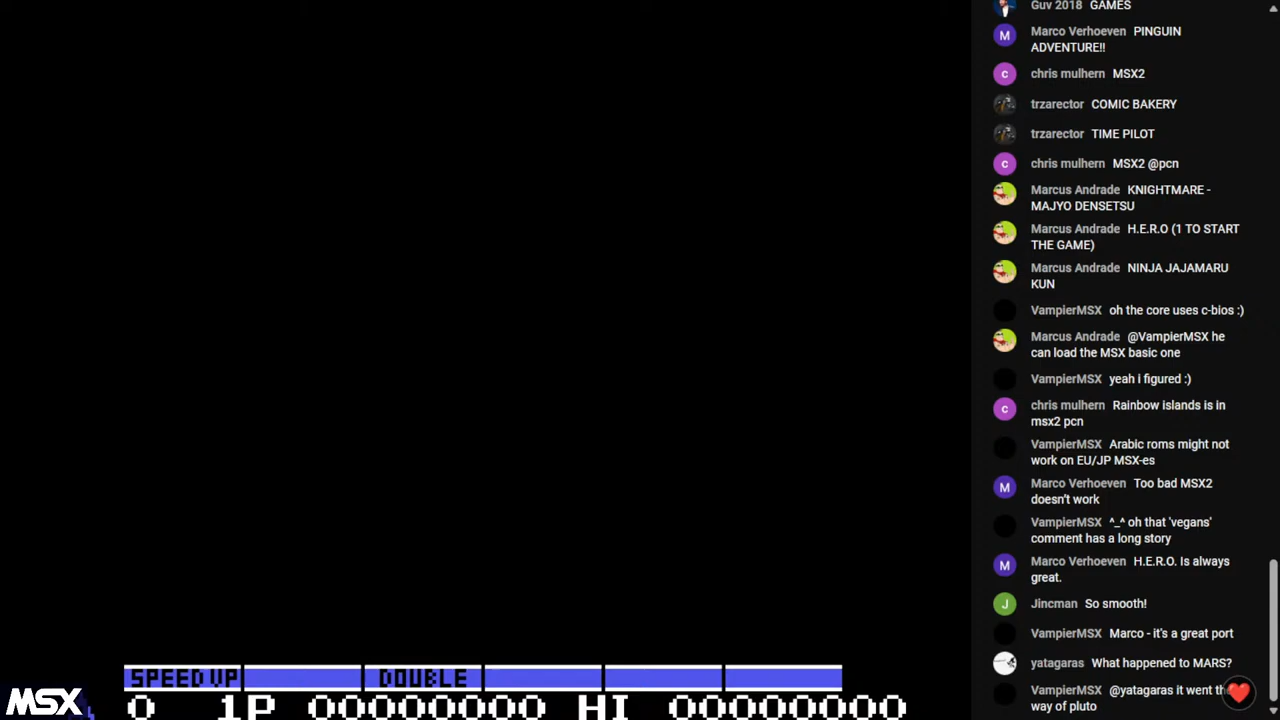 Guv 2018 GAMES
Marco Verhoeven PINGUIN
ADVENTURE!!
chris mulhern MSX2
trzarector COMIC BAKERY
trzarector TIME PILOT
chris mulhern MSX2 @pcn
Marcus Andrade KNIGHTMARE -
MAJYO DENSETSU
Marcus Andrade H.E.R.O (1 TO START
THE GAME)
Marcus Andrade NINJA JAJAMARU
KUN
VampierMSX oh the core uses c-bios :)
Marcus Andrade @VampierMSX he
can load the MSX basic one
VampierMSX yeah i figured :)
chris mulhern Rainbow islands is in
msx2 pcn
VampierMSX Arabic roms might not
work on EU/JP MSX-es
Marco Verhoeven Too bad MSX2
doesn't work
VampierMSX ^_^ oh that 'vegans'
comment has a long story
Marco Verhoeven H.E.R.O. Is always
great.
Jincman So smooth!
VampierMSX Marco - it's a great port
yatagaras What happened to MARS?
VampierMSX @yatagaras it went
way of pluto
SPEED UP DOUBLE
0 1P 00000000 HI 00000000
MSX